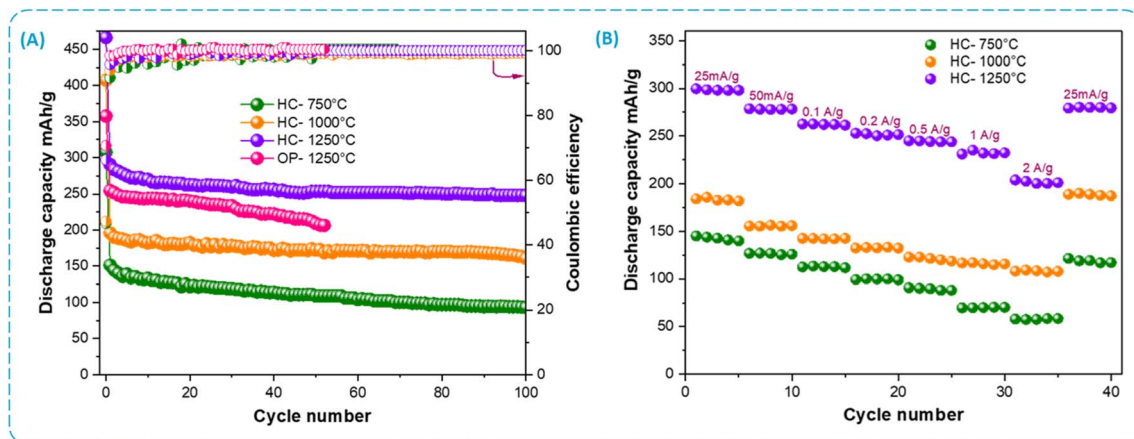 (A)
Discharge capacity mAh/g
450
400
350
300
250
200
150
100
50
0
HC- 750°C
HC- 1000°C
HC- 1250°C
OP- 1250°C
100
80
60
40
20
0
Coulombic efficiency
0 20 40 60 80 100
Cycle number
(B)
Discharge capacity mAh/g
350
300
250
200
150
100
50
0
HC- 750°C
HC- 1000°C
HC- 1250°C
25mA/g
50mA/g
0.1 A/g
0.2 A/g
0.5 A/g
1 A/g
2 A/g
25mA/g
0 10 20 30 40
Cycle number